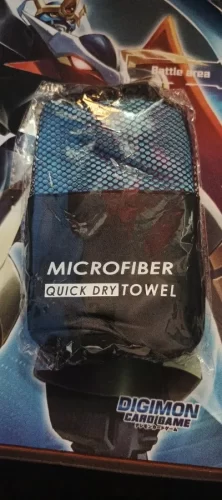 Battle area
MICROFIBER
QUICK DRY TOWEL
DIGIMON
CARD GAME